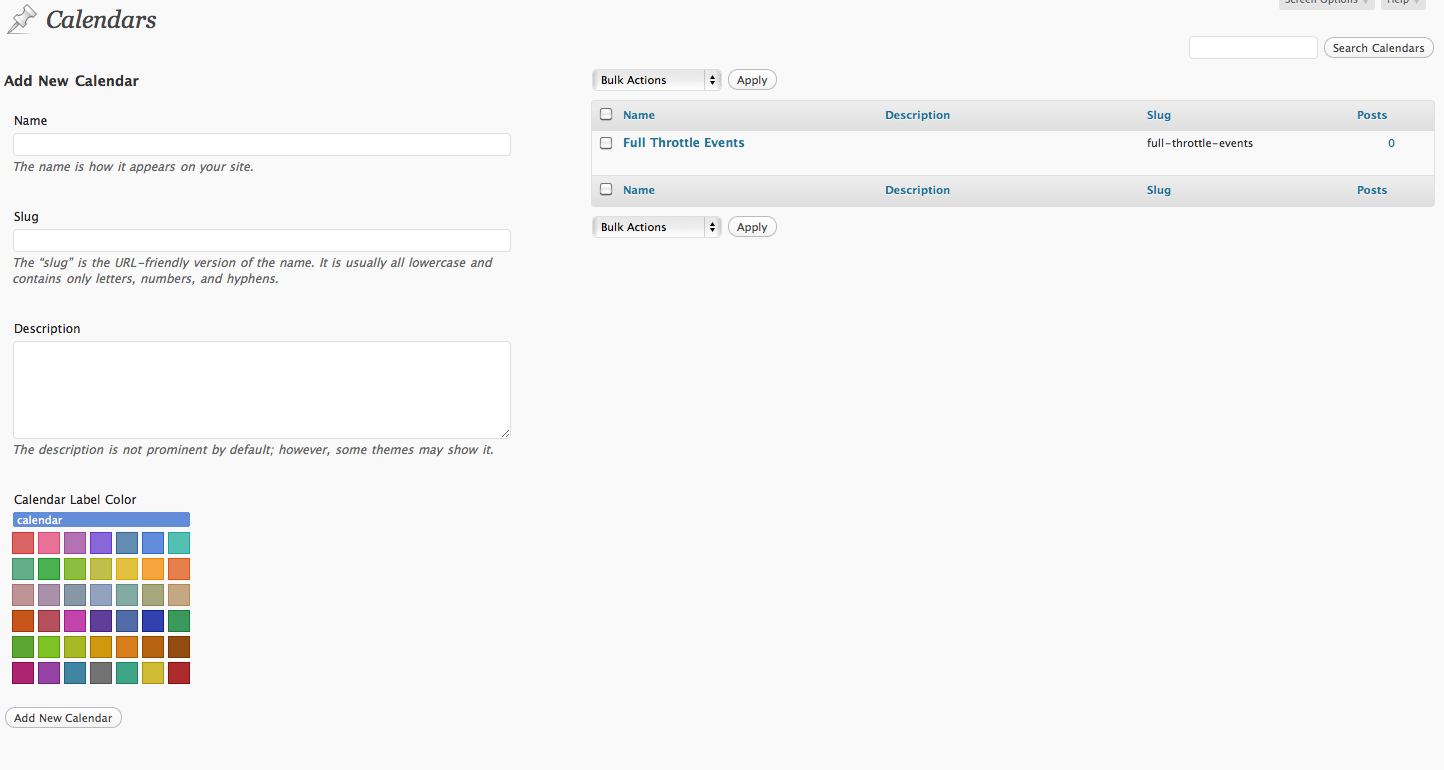 Screen Options Help
Calendars
Search Calendars
Add New Calendar
Name
The name is how it appears on your site.
Slug
The “slug” is the URL-friendly version of the name. It is usually all lowercase and
contains only letters, numbers, and hyphens.
Description
The description is not prominent by default; however, some themes may show it.
Calendar Label Color
calendar
Add New Calendar
Bulk Actions Apply
Name Description Slug Posts
Full Throttle Events full-throttle-events 0
Name Description Slug Posts
Bulk Actions Apply